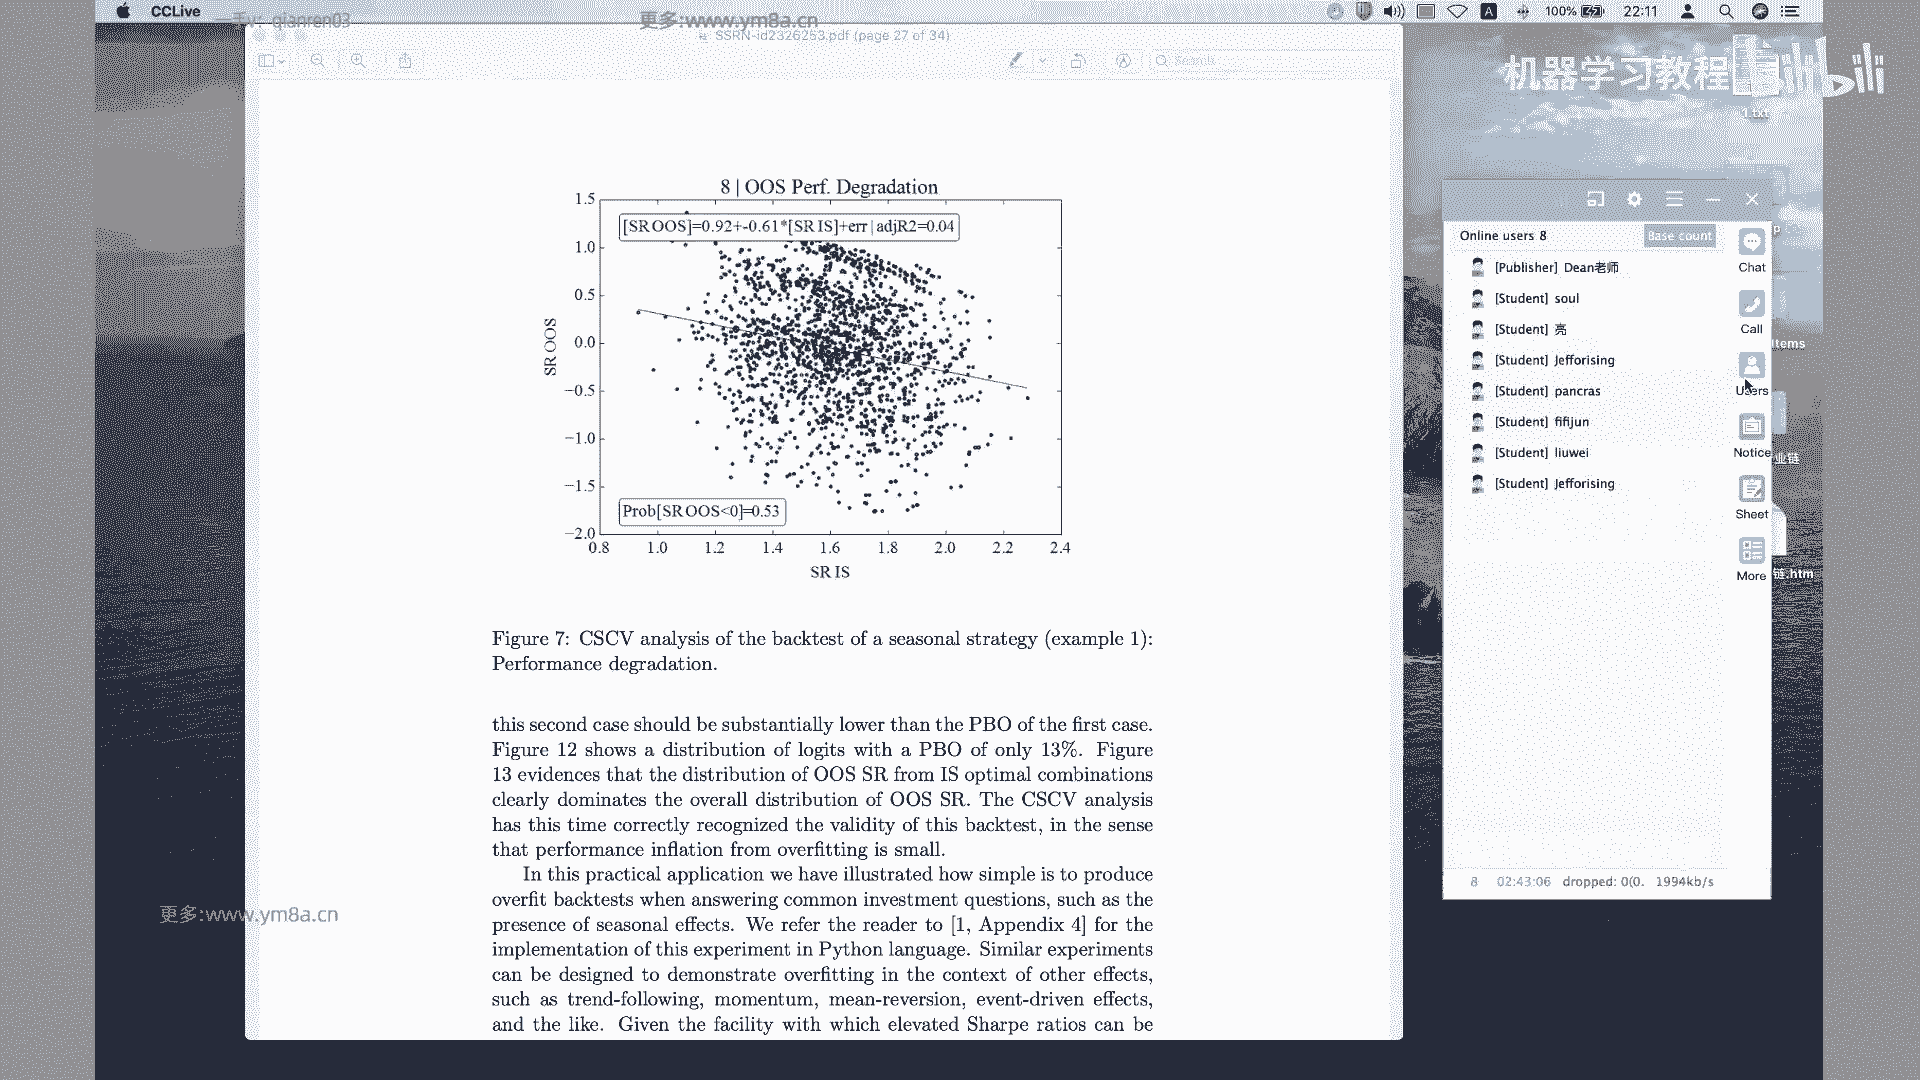 CCLive
100%
22:11
一手vx: qianren03
更多:www.ym8a.cn
SSRN-id2326253.pdf (page 27 of 34)
Search
机器学习教程
bilibili
1.txt
8 | OOS Perf. Degradation
[SR OOS]=0.92+-0.61*[SR IS]+err | adjR2=0.04
1.5
1.0
0.5
0.0
−0.5
−1.0
−1.5
−2.0
SR OOS
Prob[SR OOS<0]=0.53
0.8 1.0 1.2 1.4 1.6 1.8 2.0 2.2 2.4
SR IS
Figure 7: CSCV analysis of the backtest of a seasonal strategy (example 1):
Performance degradation.
this second case should be substantially lower than the PBO of the first case.
Figure 12 shows a distribution of logits with a PBO of only 13%. Figure
13 evidences that the distribution of OOS SR from IS optimal combinations
clearly dominates the overall distribution of OOS SR. The CSCV analysis
has this time correctly recognized the validity of this backtest, in the sense
that performance inflation from overfitting is small.
In this practical application we have illustrated how simple is to produce
overfit backtests when answering common investment questions, such as the
presence of seasonal effects. We refer the reader to [1, Appendix 4] for the
implementation of this experiment in Python language. Similar experiments
can be designed to demonstrate overfitting in the context of other effects,
such as trend-following, momentum, mean-reversion, event-driven effects,
and the like. Given the facility with which elevated Sharpe ratios can be
Online users 8
Base count
[Publisher] Dean老师
[Student] soul
[Student] 亮
[Student] Jefforising
[Student] pancras
[Student] fifijun
[Student] liuwei
[Student] Jefforising
Chat
Call
Users
Notice
Sheet
More
Items
业链
链.htm
8 02:43:06 dropped: 0(0. 1994kb/s
更多:www.ym8a.cn